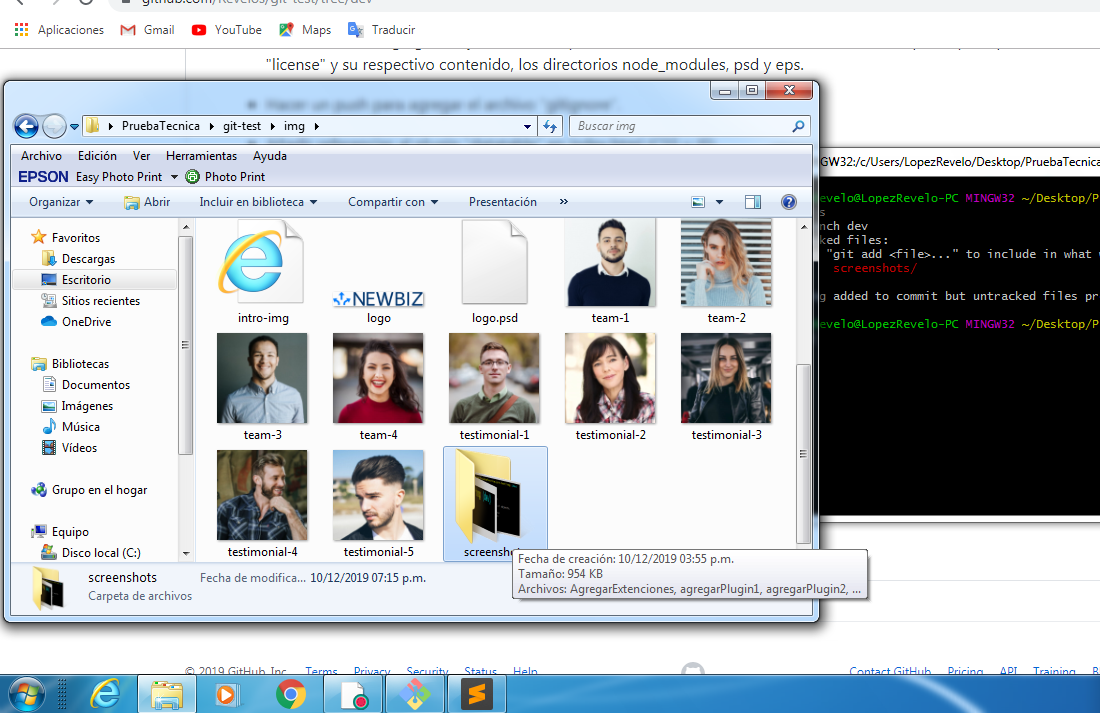 github.com/Revelos/git-test/tree/dev
Aplicaciones
Gmail
YouTube
Maps
Traducir
"license" y su respectivo contenido, los directorios node_modules, psd y eps.
Hacer un push para agregar el archivo "gitignore".
PruebaTecnica
git-test
img
Buscar img
Archivo
Edición
Ver
Herramientas
Ayuda
EPSON Easy Photo Print
Photo Print
Organizar
Abrir
Incluir en biblioteca
Compartir con
Presentación
»
Favoritos
Descargas
Escritorio
Sitios recientes
OneDrive
Bibliotecas
Documentos
Imágenes
Música
Vídeos
Grupo en el hogar
Equipo
Disco local (C:)
intro-img
NEWBIZ
logo
logo.psd
team-1
team-2
team-3
team-4
testimonial-1
testimonial-2
testimonial-3
testimonial-4
testimonial-5
screensh
Fecha de creación: 10/12/2019 03:55 p.m.
Tamaño: 954 KB
Archivos: AgregarExtenciones, agregarPlugin1, agregarPlugin2, ...
screenshots
Fecha de modifica... 10/12/2019 07:15 p.m.
Carpeta de archivos
GW32:/c/Users/LopezRevelo/Desktop/PruebaTecnica
evelo@LopezRevelo-PC MINGW32 ~/Desktop/P
s
nch dev
ked files:
"git add <file>..." to include in what
screenshots/
g added to commit but untracked files pr
evelo@LopezRevelo-PC MINGW32 ~/Desktop/P
© 2019 GitHub, Inc.
Terms
Privacy
Security
Status
Help
Contact GitHub
Pricing
API
Training